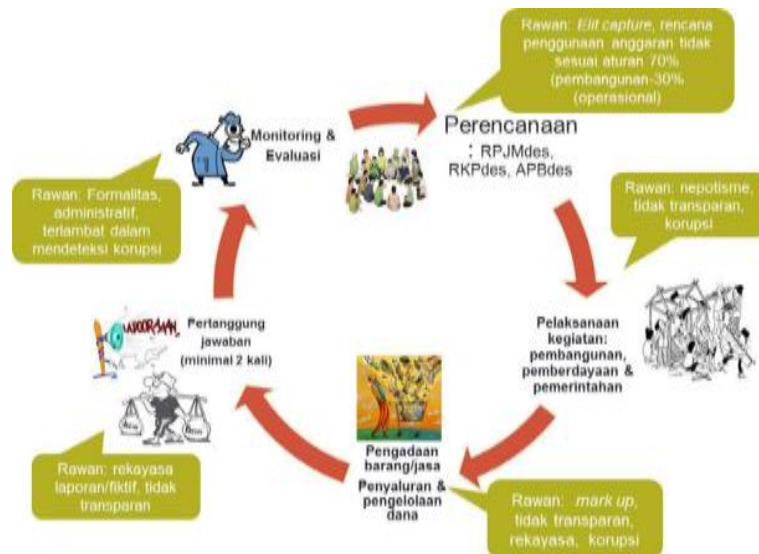 Rawan: Elit capture, rencana
penggunaan anggaran tidak
sesuai aturan 70%
(pembangunan-30%
(operasional)
Monitoring &
Evaluasi
Perencanaan
: RPJMdes,
RKPdes, APBdes
Rawan: nepotisme,
tidak transparan,
korupsi
Rawan: Formalitas,
administratif,
terlambat dalam
mendeteksi korupsi
Pelaksanaan
kegiatan:
pembangunan,
pemberdayaan &
pemerintahan
Pertanggung
jawaban
(minimal 2 kali)
Pengadaan
barang/jasa
Penyaluran &
pengelolaan
dana
Rawan: rekayasa
laporan/fiktif, tidak
transparan
Rawan: mark up,
tidak transparan,
rekayasa, korupsi